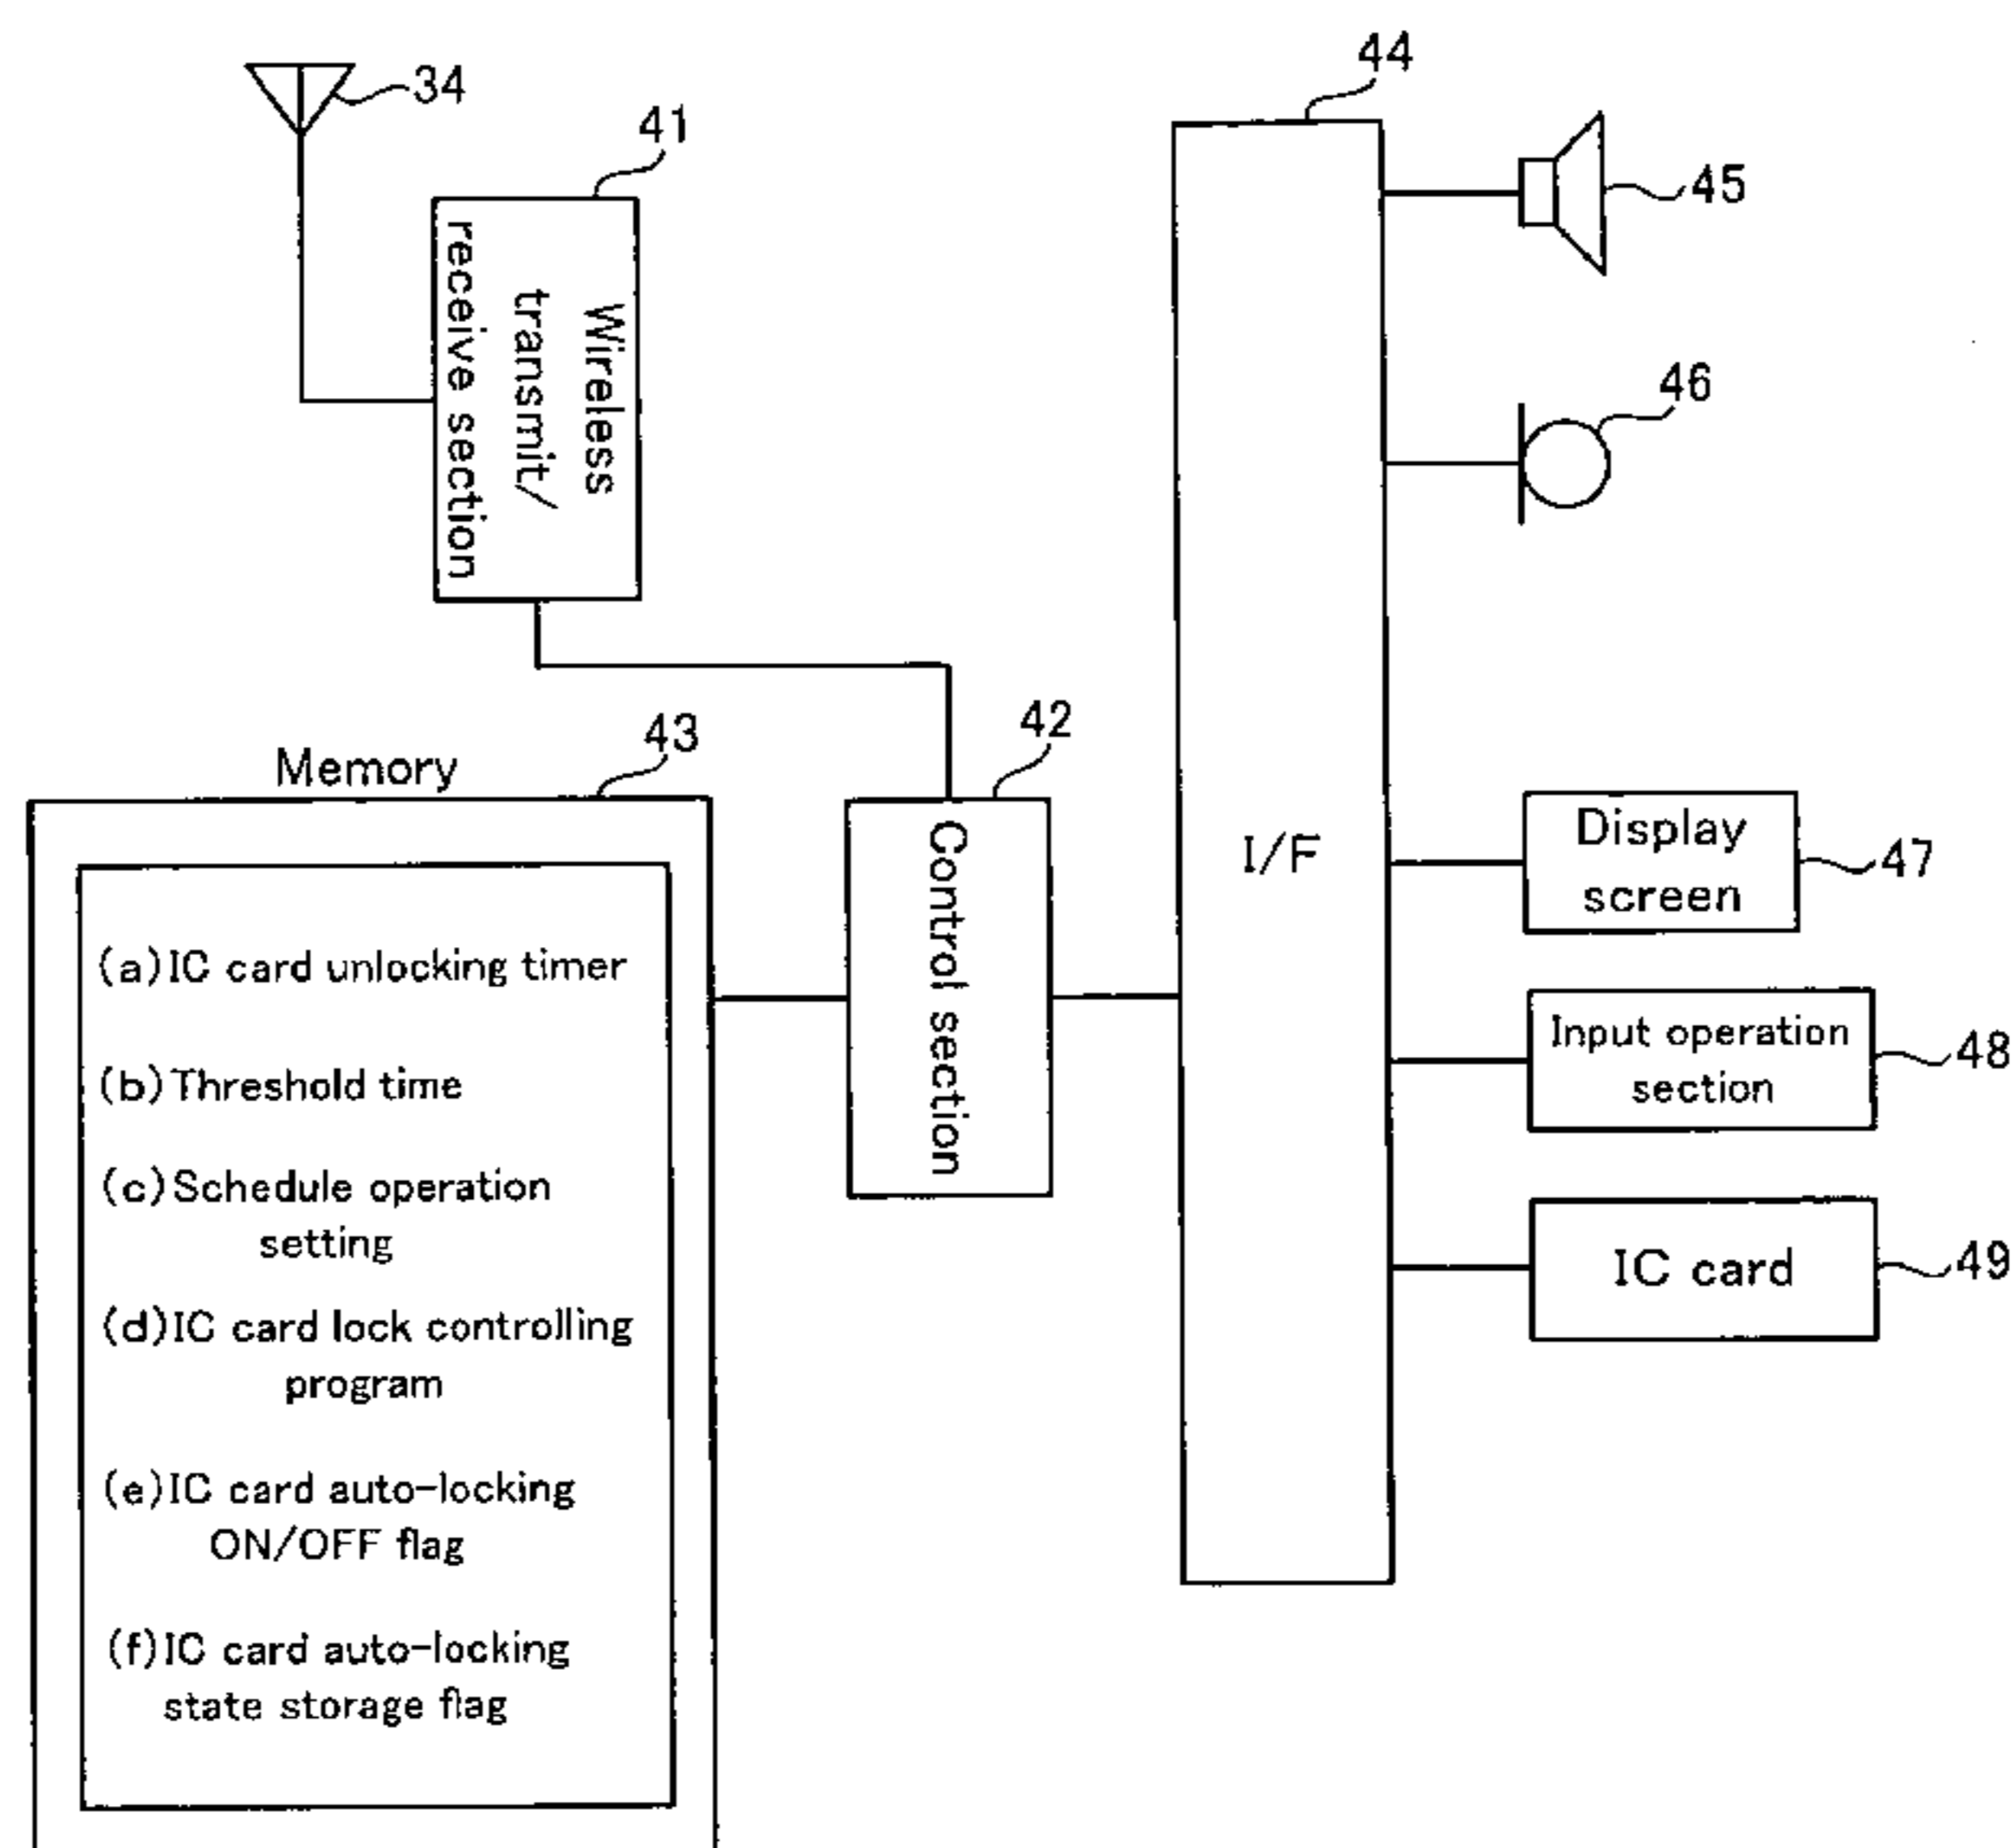 34
41
Wireless
transmit/
receive section
44
45
46
Memory
43
42
Control section
I/F
Display
screen
47
Input operation
section
48
IC card
49
(a)IC card unlocking timer
(b)Threshold time
(c)Schedule operation
setting
(d)IC card lock controlling
program
(e)IC card auto-locking
ON/OFF flag
(f)IC card auto-locking
state storage flag